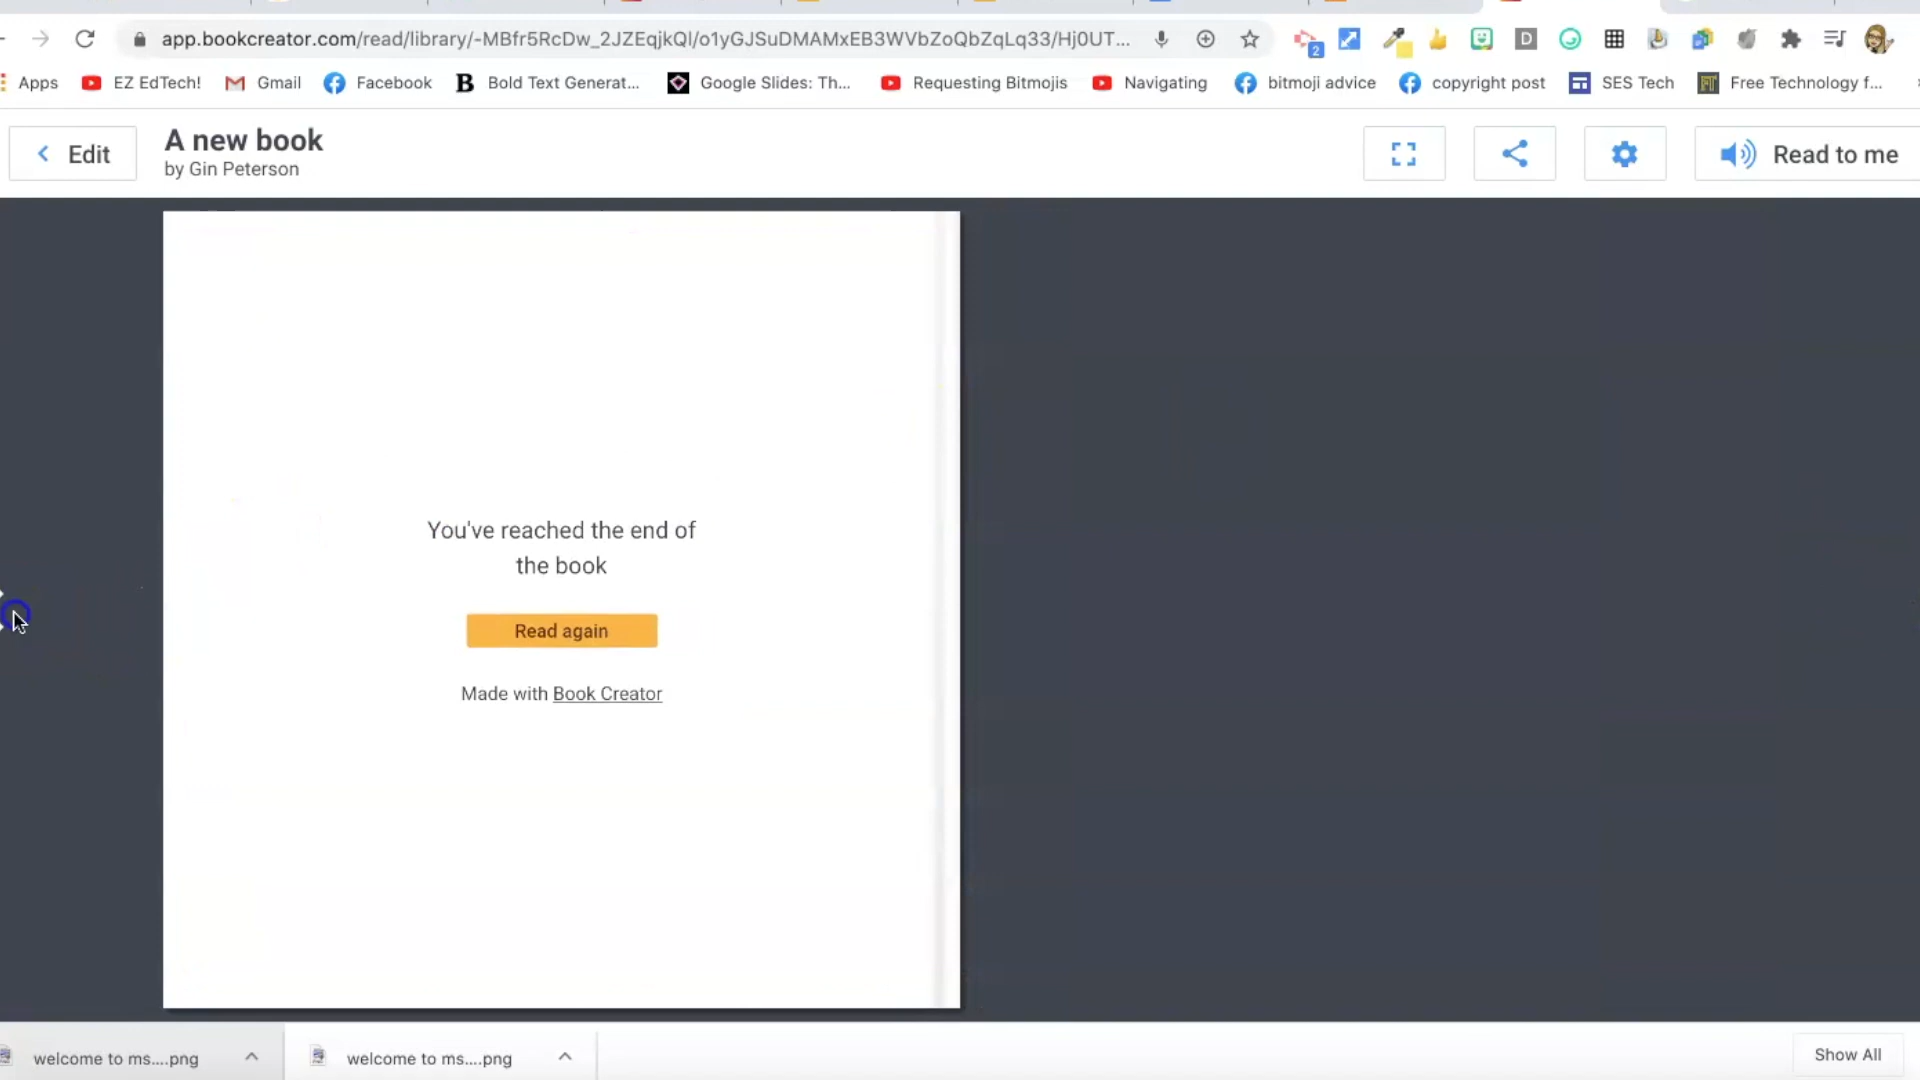 app.bookcreator.com/read/library/-MBfr5RcDw_2JZEqjkQl/o1yGJSuDMAMxEB3WVbZoQbZqLq33/Hj0UT...
2
D
Apps
EZ EdTech!
Gmail
Facebook
B Bold Text Generat...
Google Slides: Th...
Requesting Bitmojis
Navigating
bitmoji advice
copyright post
SES Tech
Free Technology f...
Edit
A new book
by Gin Peterson
Read to me
You've reached the end of
the book
Read again
Made with Book Creator
welcome to ms....png
welcome to ms....png
Show All